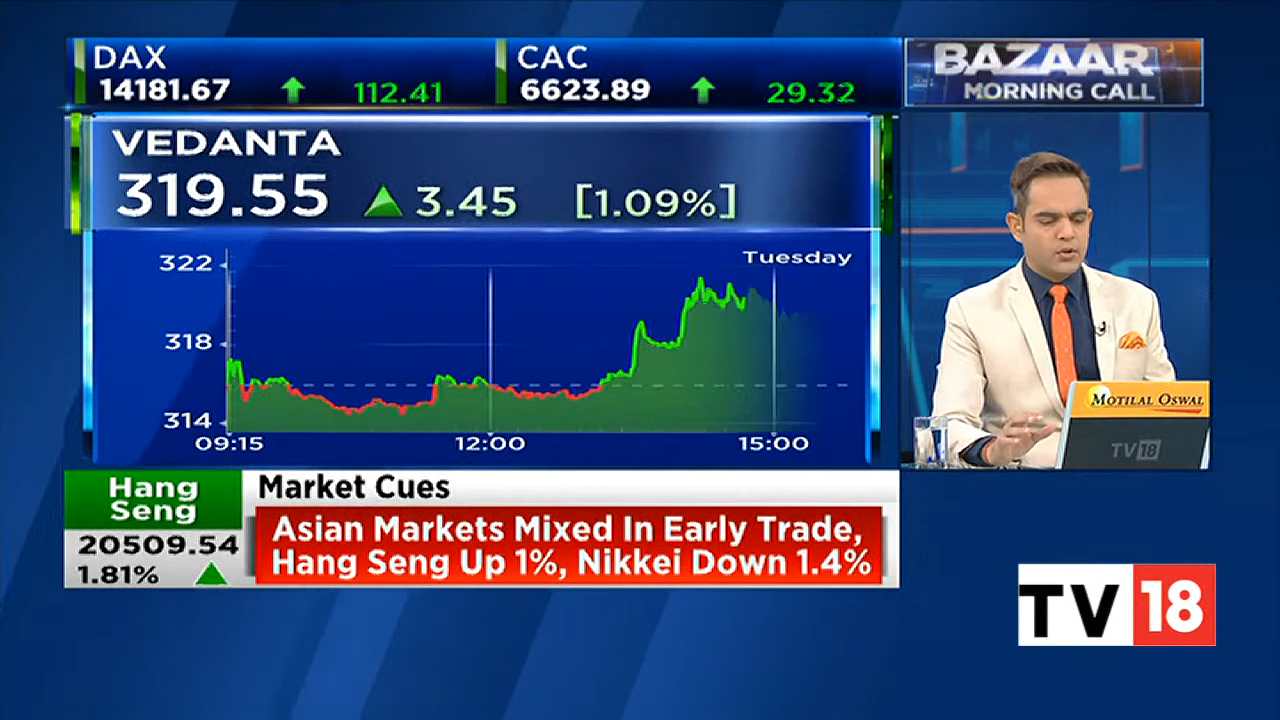 DAX
14181.67 112.41
CAC
6623.89 29.32
BAZAAR
MORNING CALL
VEDANTA
319.55 3.45 [1.09%]
Tuesday
322
318
314
09:15 12:00 15:00
MOTILAL OSWAL
TV18
Hang
Seng
20509.54
1.81%
Market Cues
Asian Markets Mixed In Early Trade,
Hang Seng Up 1%, Nikkei Down 1.4%
TV18